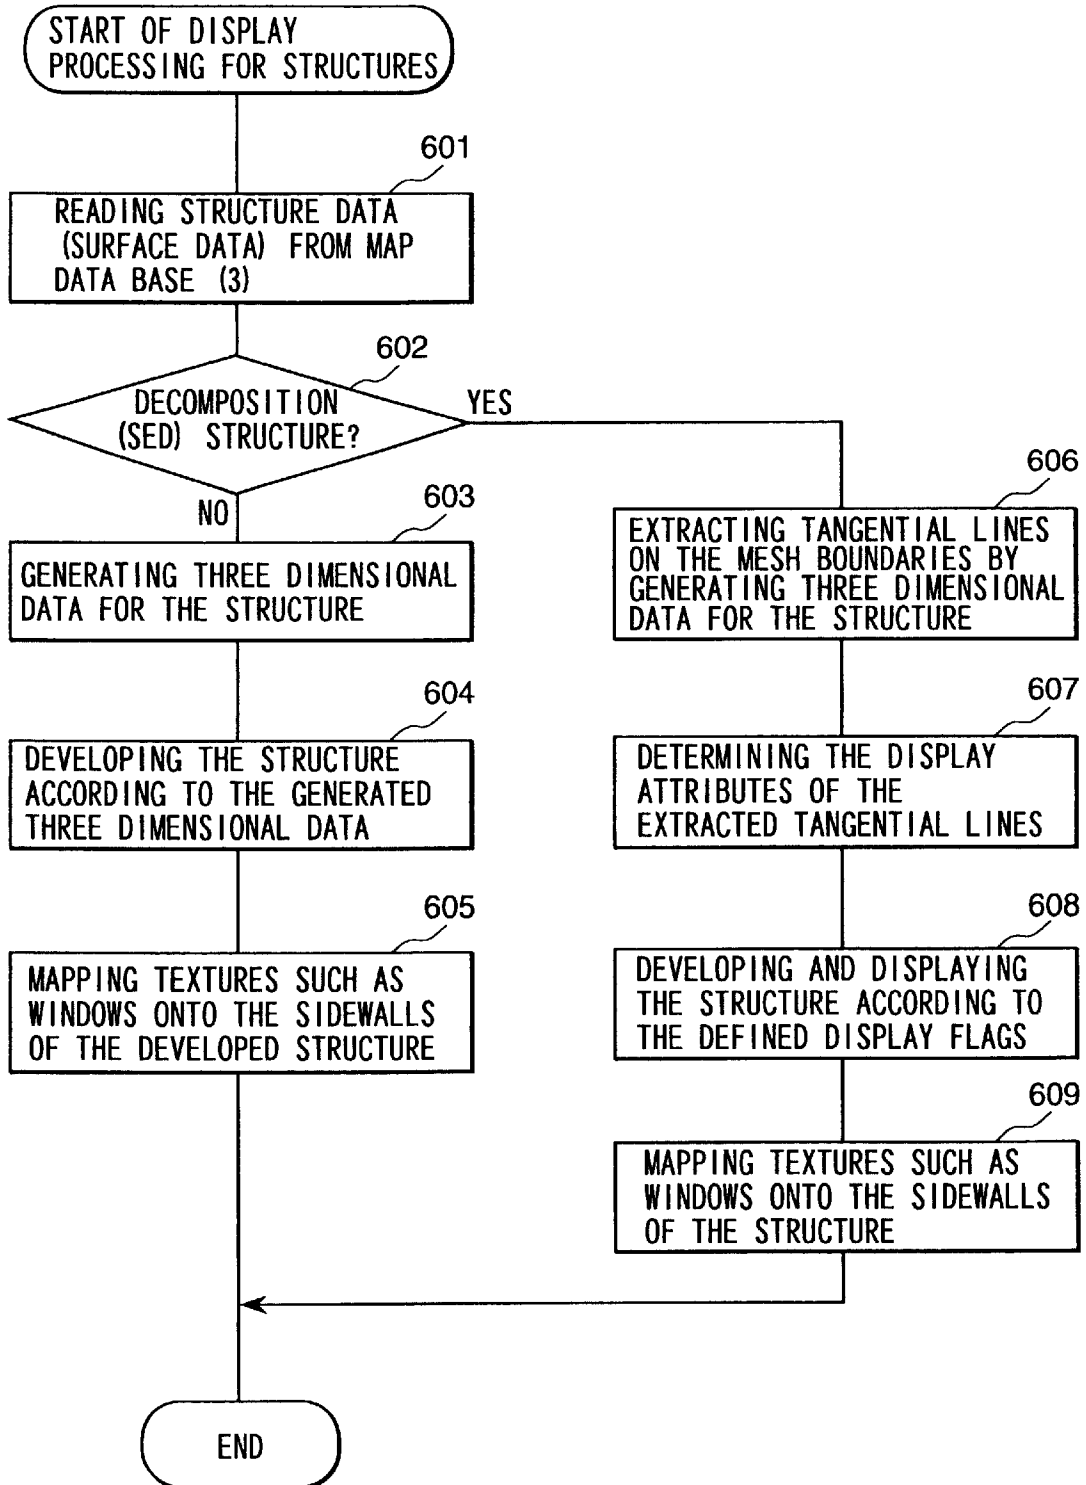 START OF DISPLAY
PROCESSING FOR STRUCTURES
601
READING STRUCTURE DATA
(SURFACE DATA) FROM MAP
DATA BASE (3)
602
DECOMPOSITION
(SED) STRUCTURE?
YES
NO
603
GENERATING THREE DIMENSIONAL
DATA FOR THE STRUCTURE
604
DEVELOPING THE STRUCTURE
ACCORDING TO THE GENERATED
THREE DIMENSIONAL DATA
605
MAPPING TEXTURES SUCH AS
WINDOWS ONTO THE SIDEWALLS
OF THE DEVELOPED STRUCTURE
606
EXTRACTING TANGENTIAL LINES
ON THE MESH BOUNDARIES BY
GENERATING THREE DIMENSIONAL
DATA FOR THE STRUCTURE
607
DETERMINING THE DISPLAY
ATTRIBUTES OF THE
EXTRACTED TANGENTIAL LINES
608
DEVELOPING AND DISPLAYING
THE STRUCTURE ACCORDING TO
THE DEFINED DISPLAY FLAGS
609
MAPPING TEXTURES SUCH AS
WINDOWS ONTO THE SIDEWALLS
OF THE STRUCTURE
END